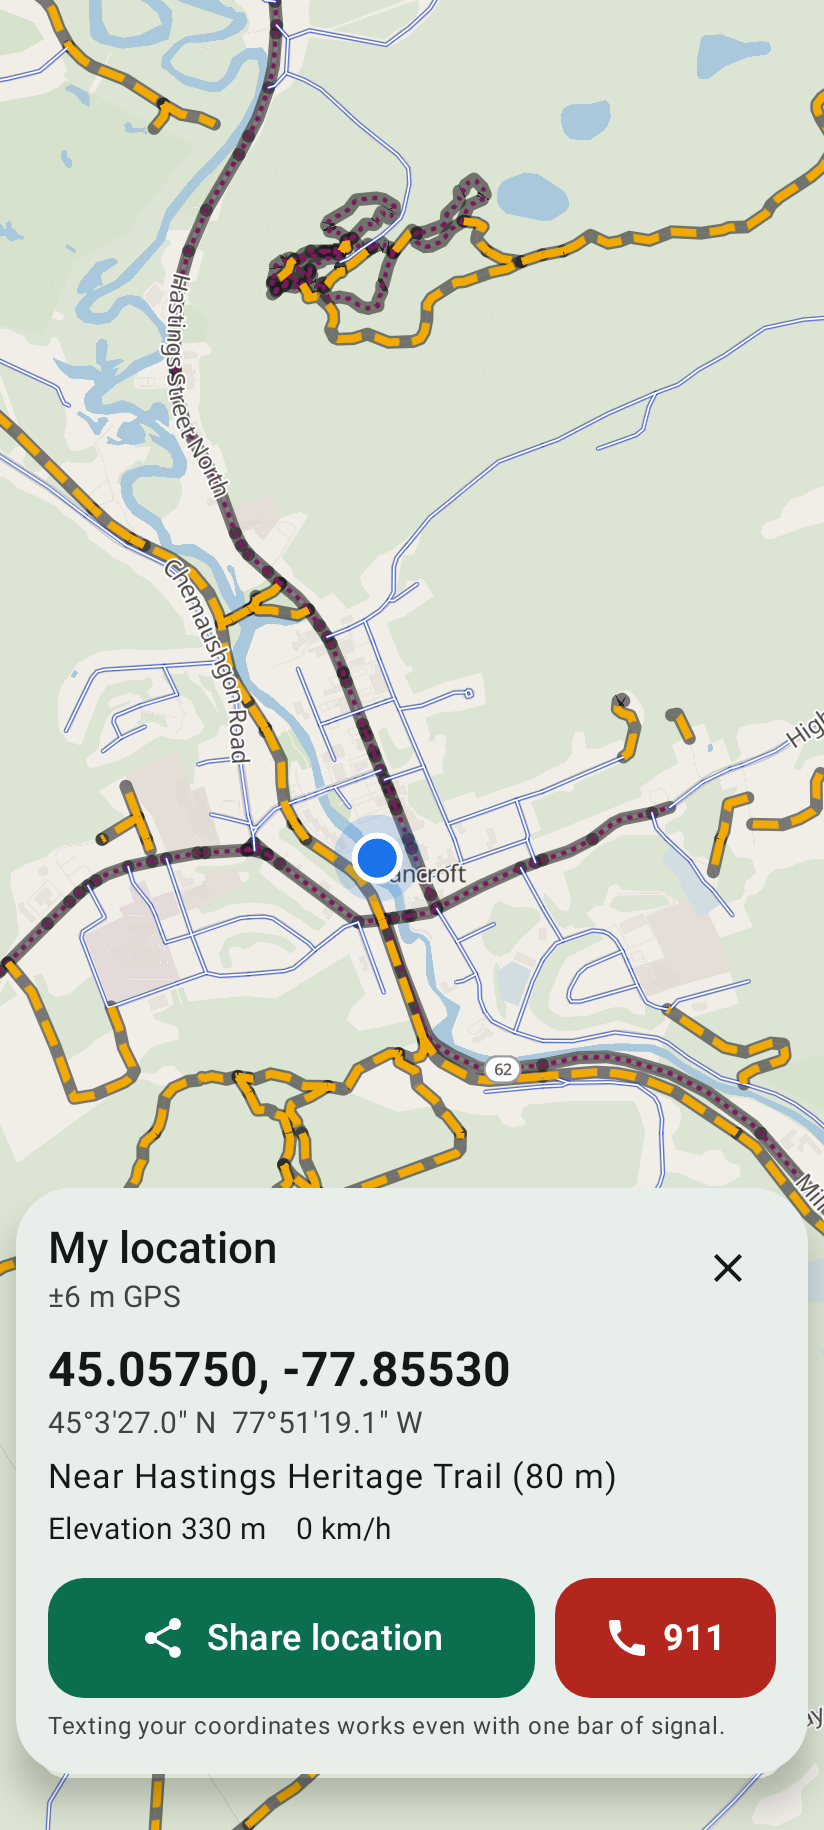 Hastings Street North
Chemaushgon Road
High
ancroft
62
My location
±6 m GPS
45.05750, -77.85530
45°3'27.0" N 77°51'19.1" W
Near Hastings Heritage Trail (80 m)
Elevation 330 m 0 km/h
Share location
911
Texting your coordinates works even with one bar of signal.